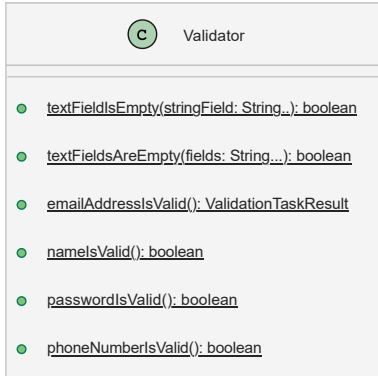 C Validator
textFieldIsEmpty(stringField: String..): boolean
textFieldsAreEmpty(fields: String...): boolean
emailAddressIsValid(): ValidationTaskResult
nameIsValid(): boolean
passwordIsValid(): boolean
phoneNumberIsValid(): boolean